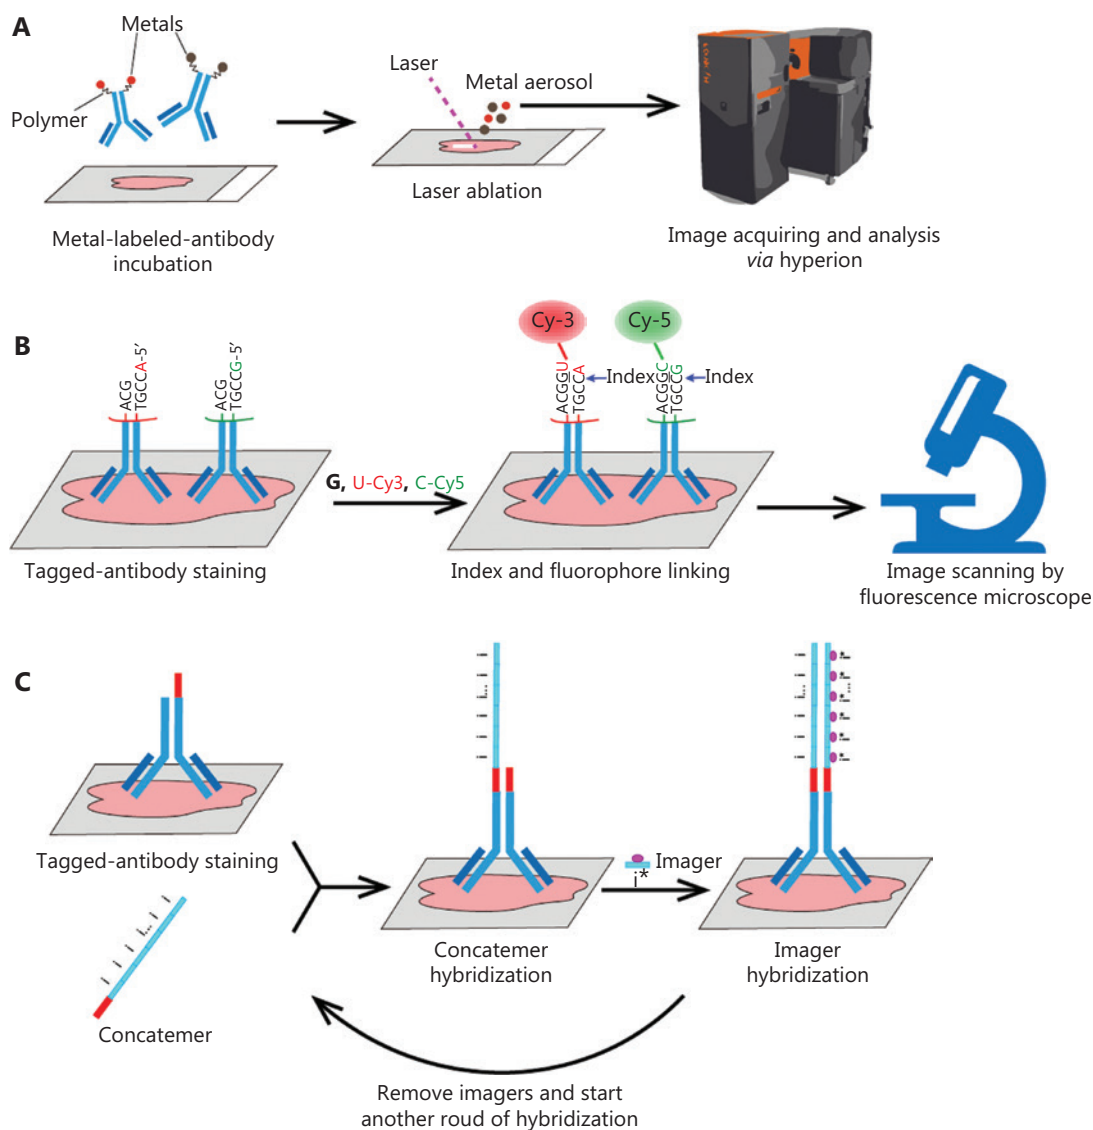 A
Metals
Polymer
Laser
Metal aerosol
Laser ablation
Metal-labeled-antibody
incubation
Image acquiring and analysis
via hyperion
B
ACG
TGCCA-5′
ACG
TGCCG-5′
G, U-Cy3, C-Cy5
Cy-3
Cy-5
ACGGU
TGCCA
Index
ACGGC
TGCCG
Index
Tagged-antibody staining
Index and fluorophore linking
Image scanning by
fluorescence microscope
C
Tagged-antibody staining
i
i
i
i...
i
i
Concatemer
Concatemer
hybridization
Imager
i*
Imager
hybridization
Remove imagers and start
another roud of hybridization